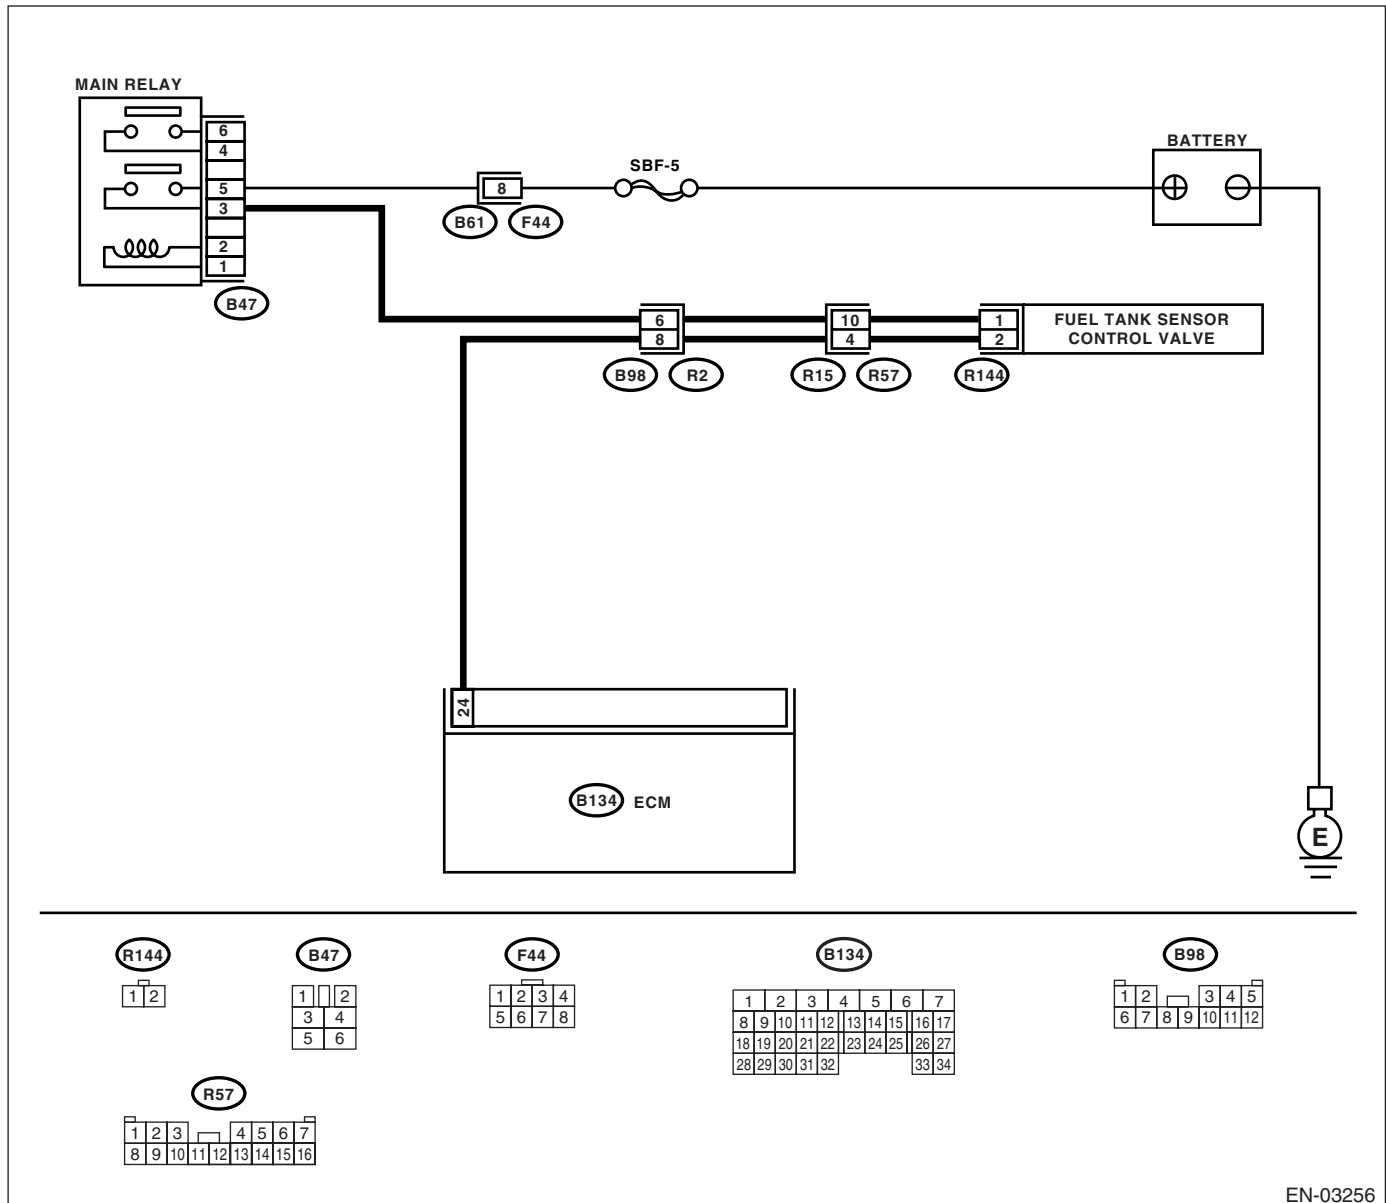 MAIN RELAY
6
4
5
3
2
1
B47
8
B61 F44
SBF-5
BATTERY
6 10 1
8 4 2
FUEL TANK SENSOR
CONTROL VALVE
B98 R2 R15 R57 R144
24
B134 ECM
E
R144 B47 F44 B134 B98
R144
1 2
B47
1 2
3 4
5 6
F44
1 2 3 4
5 6 7 8
B134
1 2 3 4 5 6 7
8 9 10 11 12 13 14 15 16 17
18 19 20 21 22 23 24 25 26 27
28 29 30 31 32 33 34
B98
1 2 3 4 5
6 7 8 9 10 11 12
R57
1 2 3 4 5 6 7
8 9 10 11 12 13 14 15 16
EN-03256